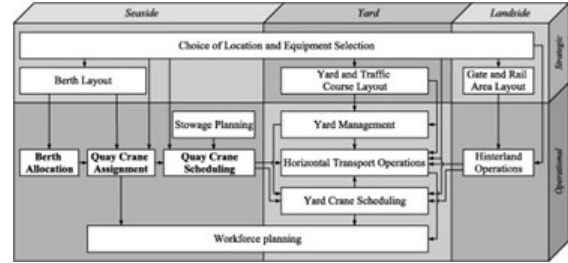 Seaside
Yard
Landside
Choice of Location and Equipment Selection
Strategic
Berth Layout
Yard and Traffic
Course Layout
Gate and Rail
Area Layout
Stowage Planning
Yard Management
Berth
Allocation
Quay Crane
Assignment
Quay Crane
Scheduling
Horizontal Transport Operations
Hinterland
Operations
Operational
Yard Crane Scheduling
Workforce planning